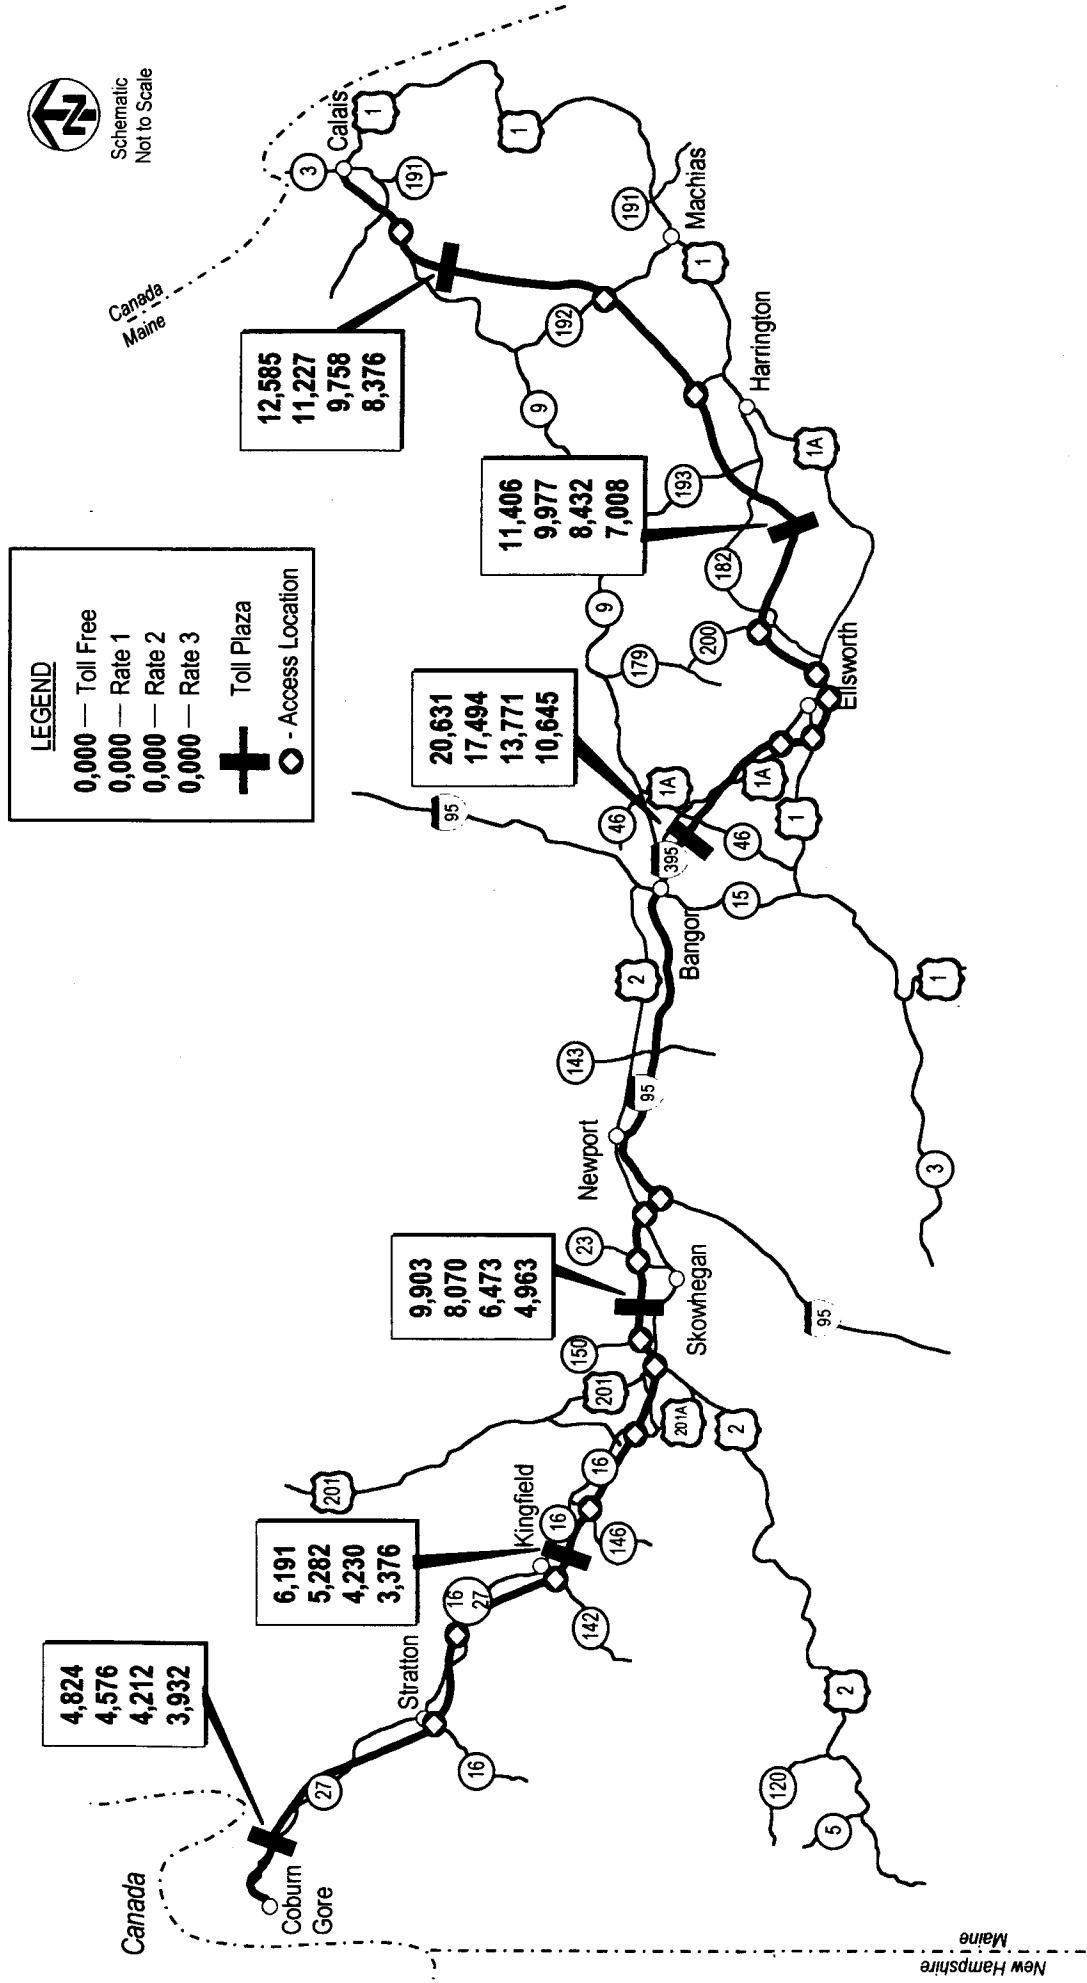 N
Schematic
Not to Scale
LEGEND
0,000 — Toll Free
0,000 — Rate 1
0,000 — Rate 2
0,000 — Rate 3
Toll Plaza
- Access Location
Canada
Coburn
Gore
4,824
4,576
4,212
3,932
27
Stratton
16
16
27
142
6,191
5,282
4,230
3,376
Kingfield
16
146
16
201
201
201A
2
2
120
5
150
9,903
8,070
6,473
4,963
Skowhegan
23
Newport
95
95
143
2
Bangor
395
15
1
3
95
46
1A
46
1A
1
20,631
17,494
13,771
10,645
Ellsworth
179
200
9
182
11,406
9,977
8,432
7,008
193
9
1A
Harrington
192
12,585
11,227
9,758
8,376
1
Machias
191
1
191
1
Calais
3
Canada
Maine
New Hampshire
Maine